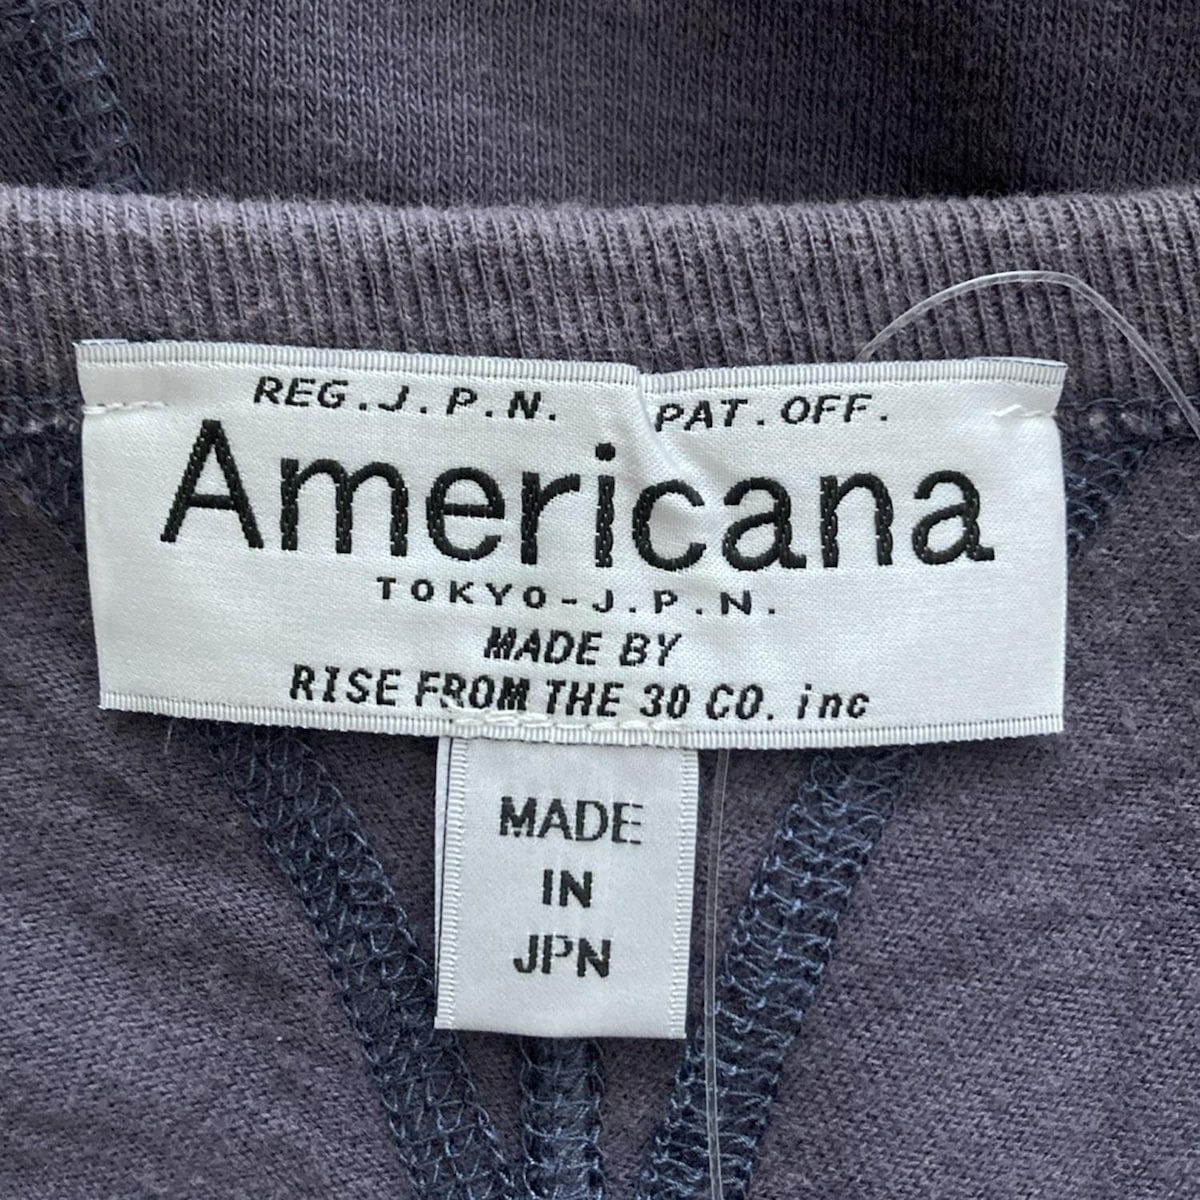 REG.J.P.N. PAT.OFF.
Americana
TOKYO-J.P.N.
MADE BY
RISE FROM THE 30 CO. inc
MADE
IN
JPN